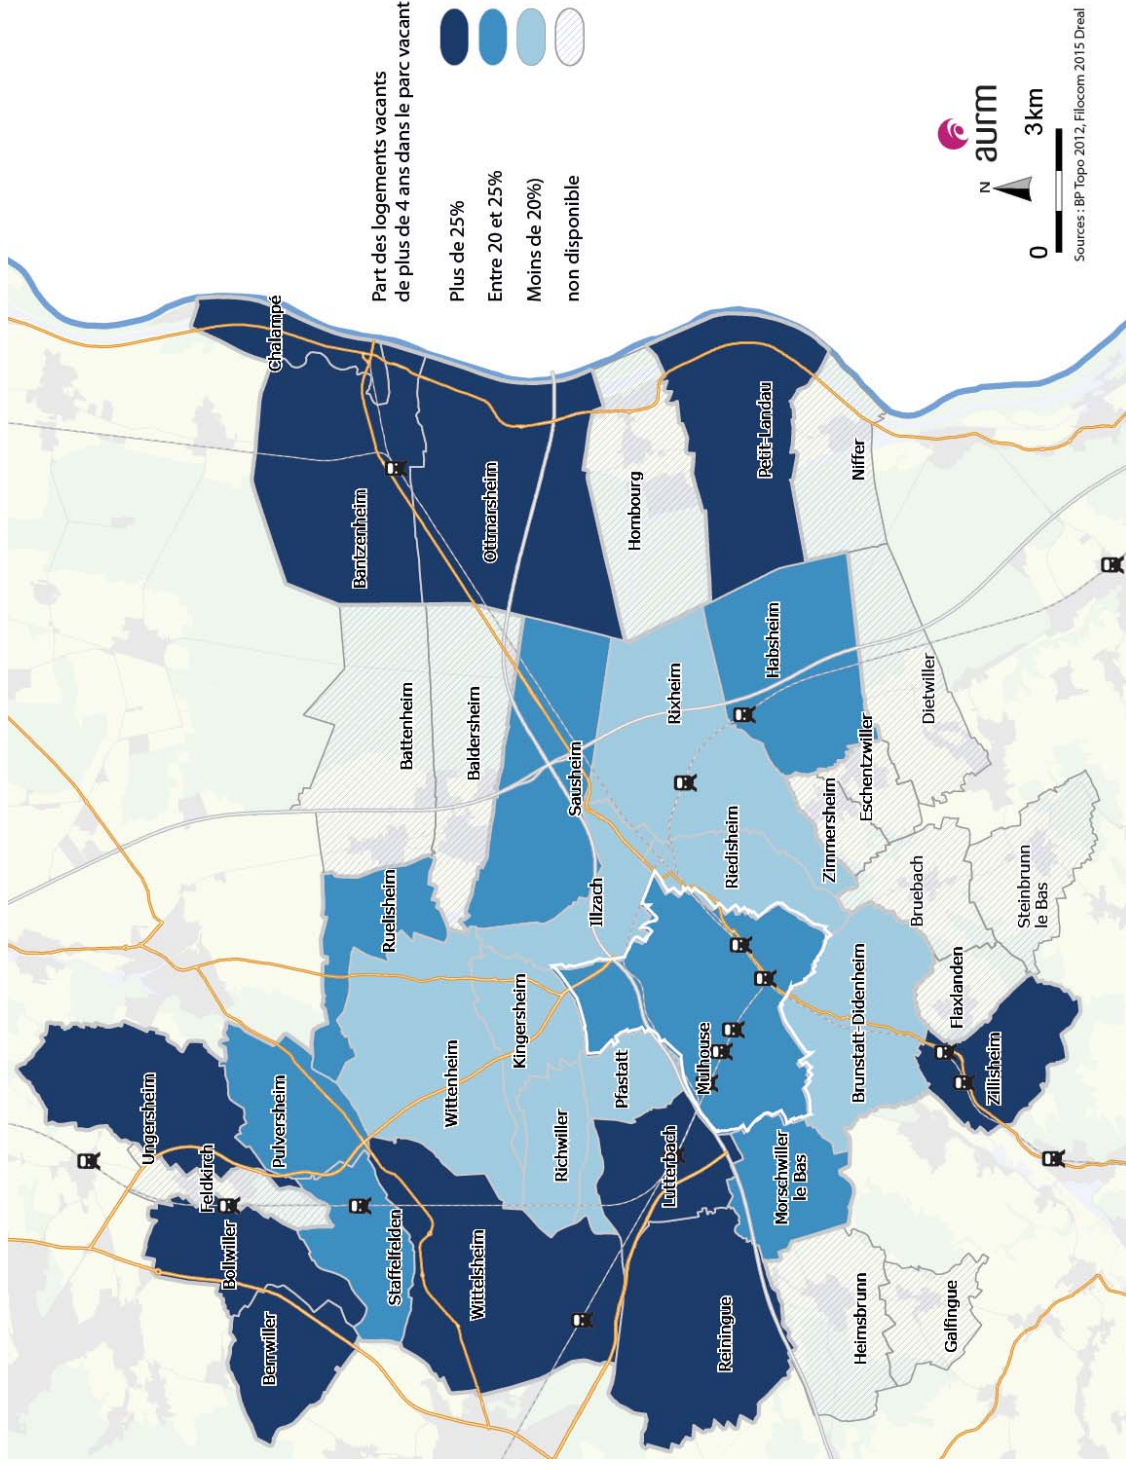 Part des logements vacants
de plus de 4 ans dans le parc vacant
Plus de 25%
Entre 20 et 25%
Moins de 20%)
non disponible
Ungersheim
Feldkirch
Bollwiller
Berrwiller
Pulversheim
Staffelfelden
Ruelisheim
Chalampé
Bantzenheim
Battenheim
Ottmarsheim
Baldersheim
Wittenheim
Wittelsheim
Kingersheim
Sausheim
Richwiller
Illzach
Hombourg
Pfastatt
Rixheim
Lutterbach
Mulhouse
Riedisheim
Reiningue
Petit-Landau
Habsheim
Morschwiller
le Bas
Zimmersheim
Niffer
Eschentzwiller
Brunstatt-Didenheim
Heimsbrunn
Dietwiller
Bruebach
Flaxlanden
Galfingue
Zillisheim
Steinbrunn
le Bas
N
aurm
0 3km
Sources : BP Topo 2012, Filocom 2015 Dreal